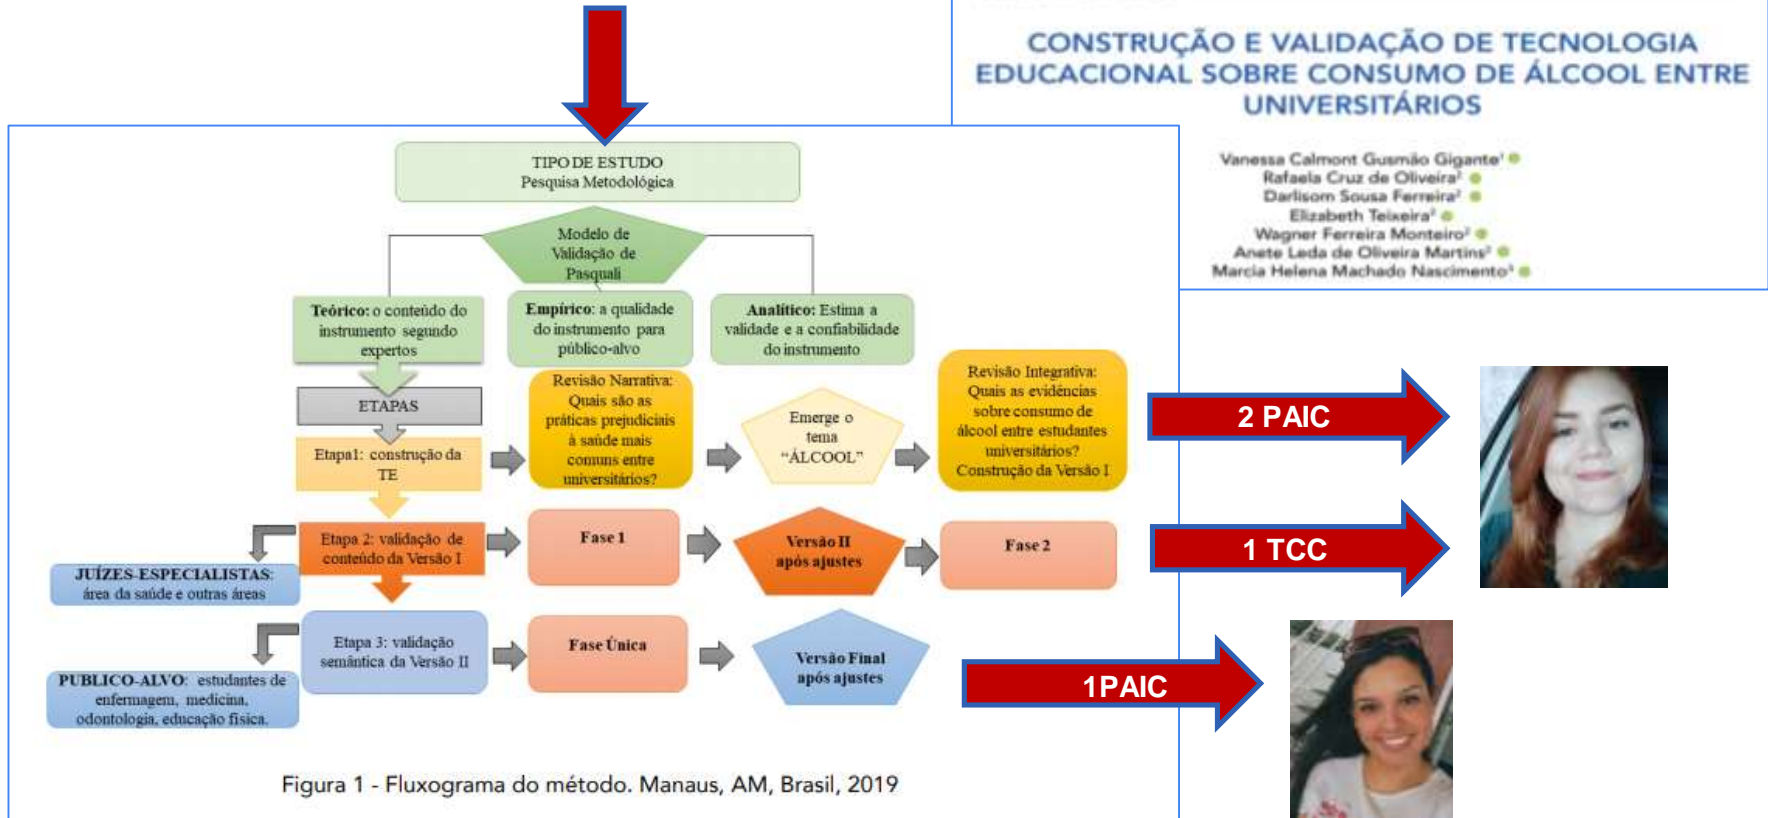 CONSTRUÇÃO E VALIDAÇÃO DE TECNOLOGIA
EDUCACIONAL SOBRE CONSUMO DE ÁLCOOL ENTRE
UNIVERSITÁRIOS
Vanessa Calmont Gusmão Gigante¹
Rafaela Cruz de Oliveira²
Darlisom Sousa Ferreira²
Elizabeth Teixeira²
Wagner Ferreira Monteiro²
Anete Leda de Oliveira Martins²
Marcia Helena Machado Nascimento³
TIPO DE ESTUDO
Pesquisa Metodológica
Modelo de
Validação de
Pasquali
Teórico: o conteúdo do
instrumento segundo
expertos
Empírico: a qualidade
do instrumento para
público-alvo
Analítico: Estima a
validade e a confiabilidade
do instrumento
ETAPAS
Etapa1: construção da
TE
Revisão Narrativa:
Quais são as
práticas prejudiciais
à saúde mais
comuns entre
universitários?
Emerge o
tema
“ÁLCOOL”
Revisão Integrativa:
Quais as evidências
sobre consumo de
álcool entre estudantes
universitários?
Construção da Versão I
2 PAIC
Etapa 2: validação de
conteúdo da Versão I
Fase 1
Versão II
após ajustes
Fase 2
1 TCC
JUÍZES-ESPECIALISTAS:
área da saúde e outras áreas
Etapa 3: validação
semântica da Versão II
Fase Única
Versão Final
após ajustes
1PAIC
PUBLICO-ALVO: estudantes de
enfermagem, medicina,
odontologia, educação física.
Figura 1 - Fluxograma do método. Manaus, AM, Brasil, 2019